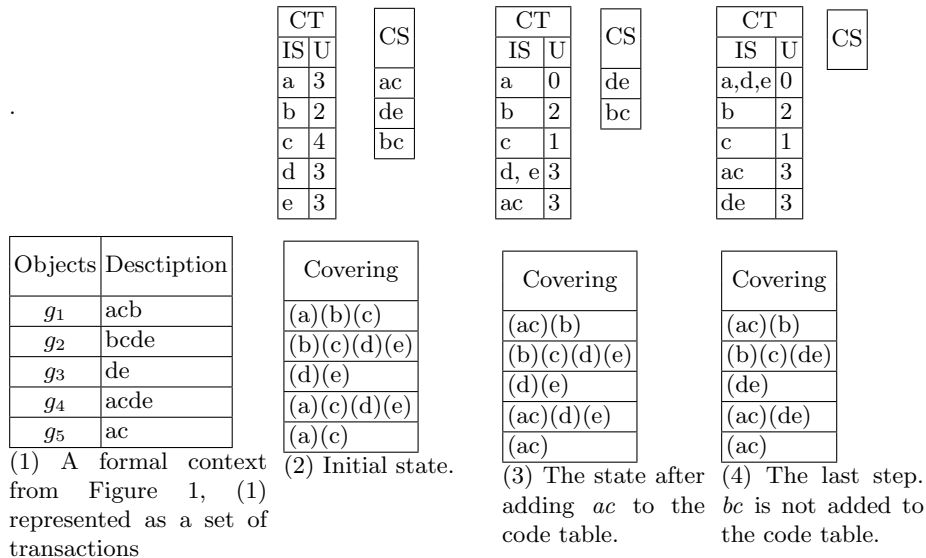 CT
IS U
a 3
b 2
c 4
d 3
e 3
CS
ac
de
bc
CT
IS U
a 0
b 2
c 1
d, e 3
ac 3
CS
de
bc
CT
IS U
a,d,e 0
b 2
c 1
ac 3
de 3
CS
.
Objects Desctiption
g1 acb
g2 bcde
g3 de
g4 acde
g5 ac
(1) A formal context
from Figure 1, (1)
represented as a set of
transactions
Covering
(a)(b)(c)
(b)(c)(d)(e)
(d)(e)
(a)(c)(d)(e)
(a)(c)
(2) Initial state.
Covering
(ac)(b)
(b)(c)(d)(e)
(d)(e)
(ac)(d)(e)
(ac)
(3) The state after
adding ac to the
code table.
Covering
(ac)(b)
(b)(c)(de)
(de)
(ac)(de)
(ac)
(4) The last step.
bc is not added to
the code table.